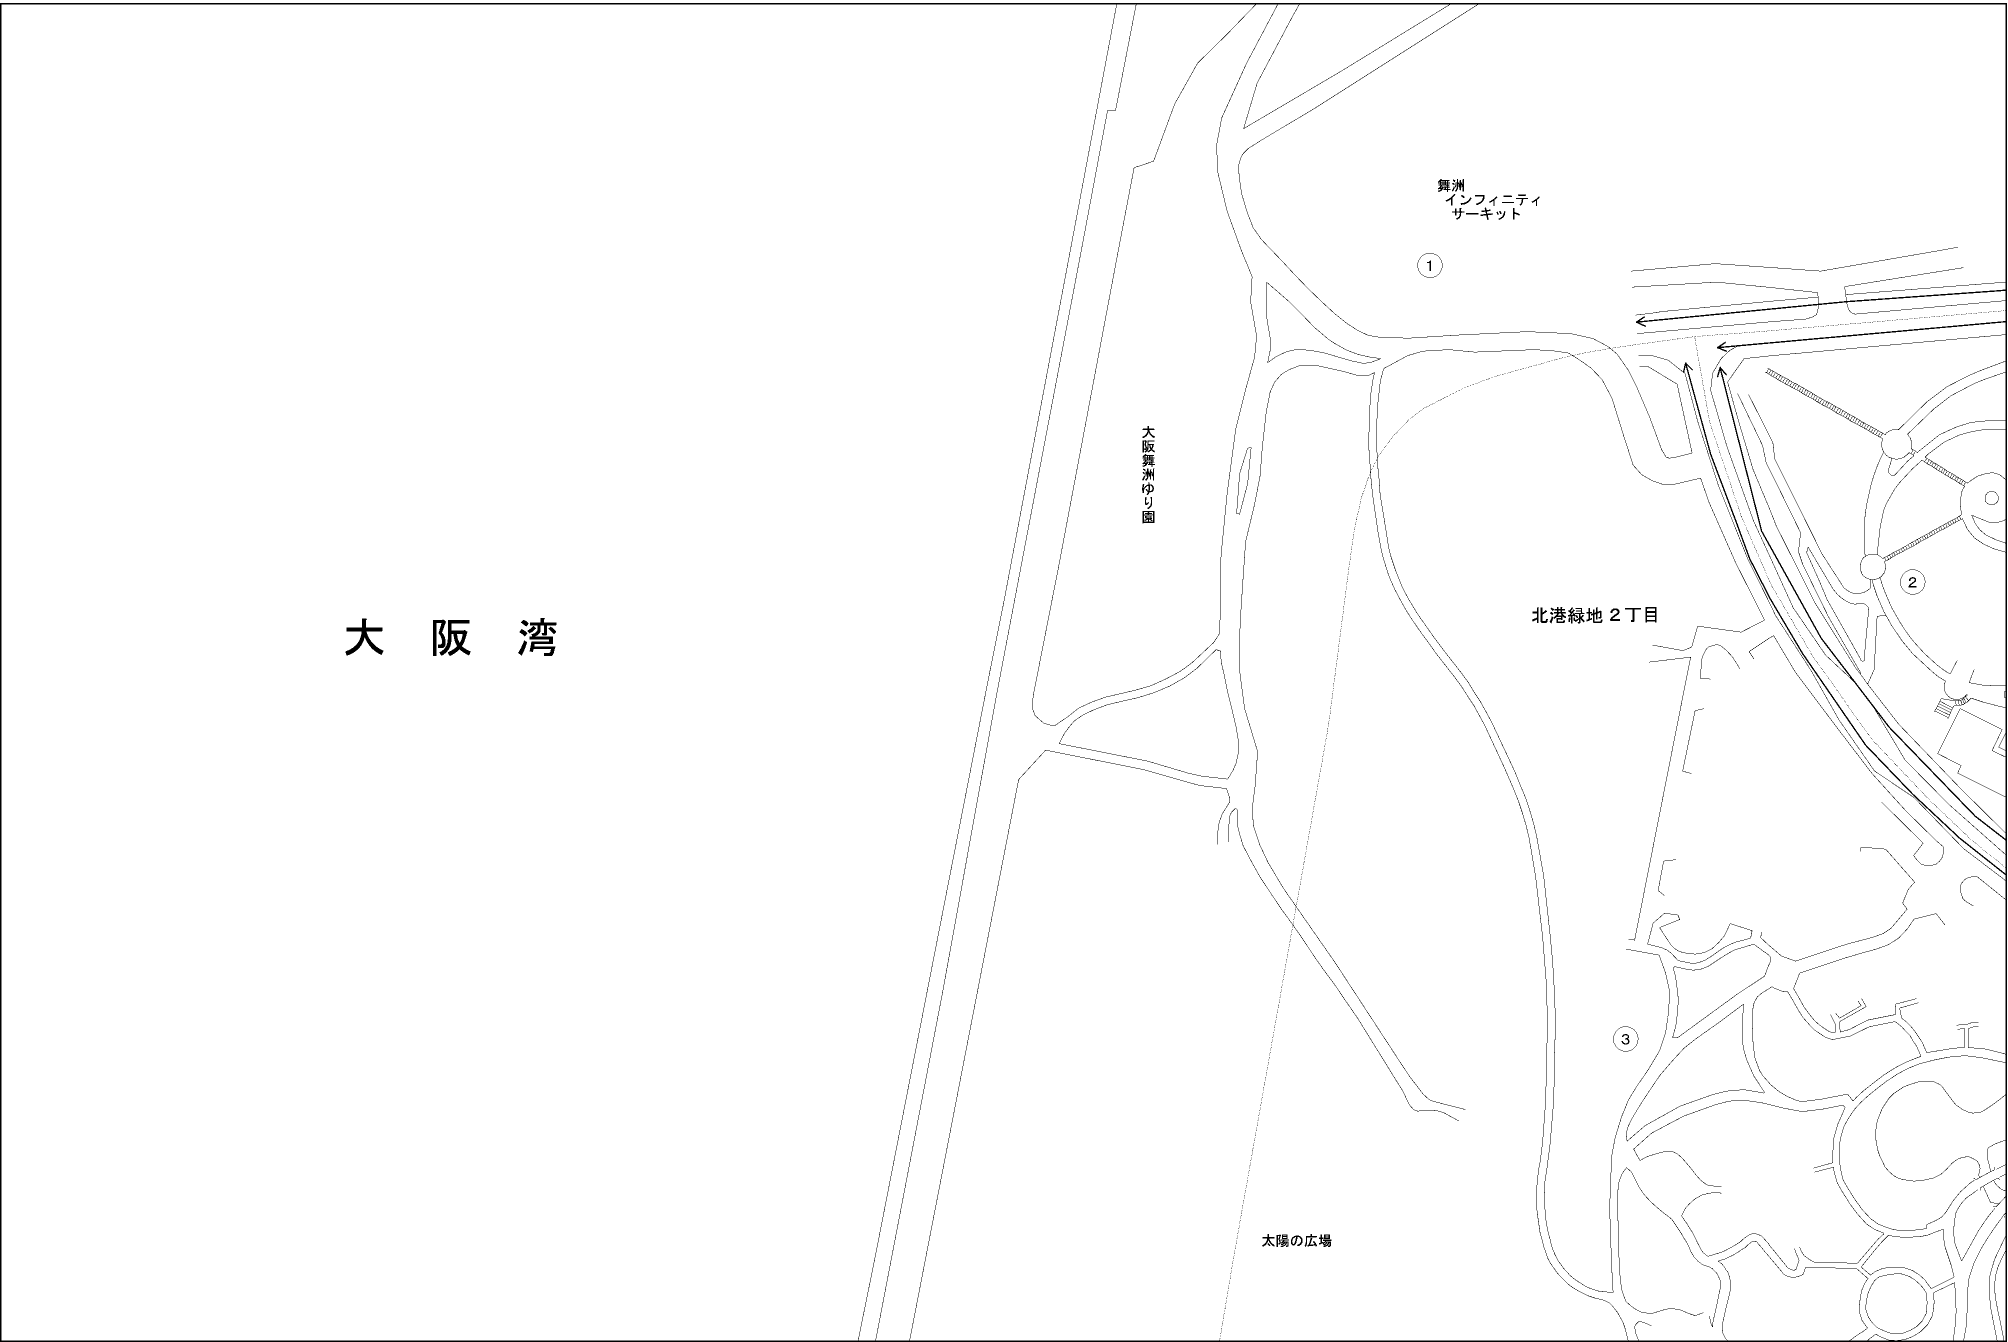 舞洲
インフィニティ
サーキット
1
大阪舞洲ゆり園
2
大阪湾
北港緑地2丁目
3
太陽の広場